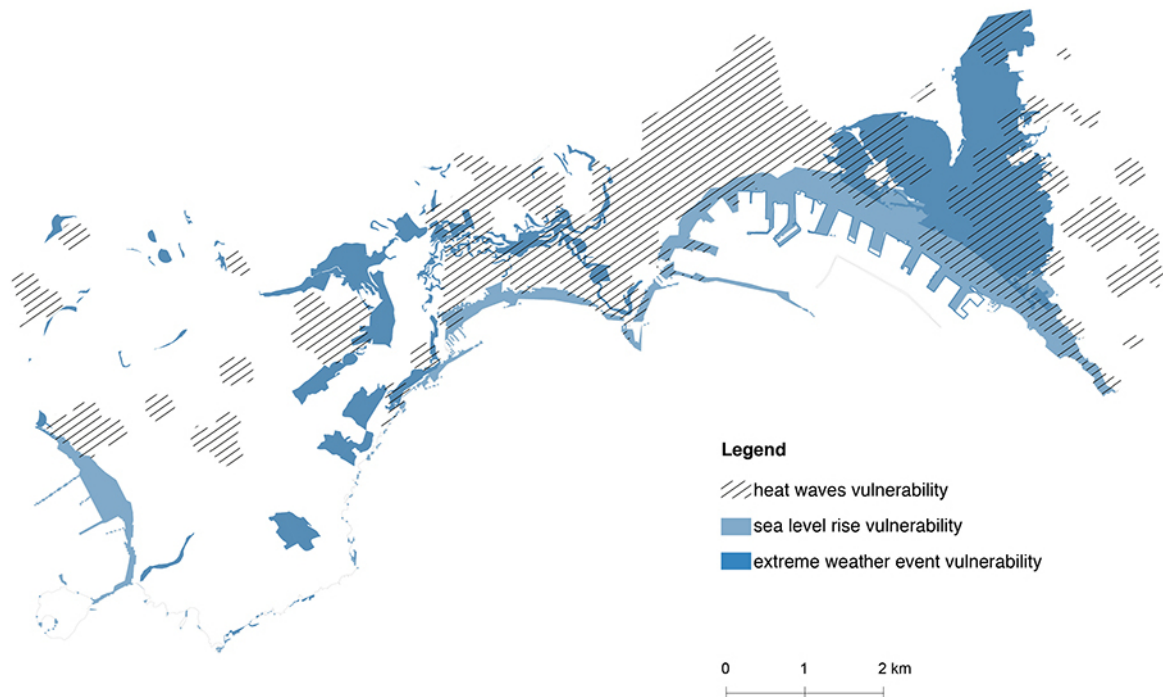 Legend
heat waves vulnerability
sea level rise vulnerability
extreme weather event vulnerability
0 1 2 km